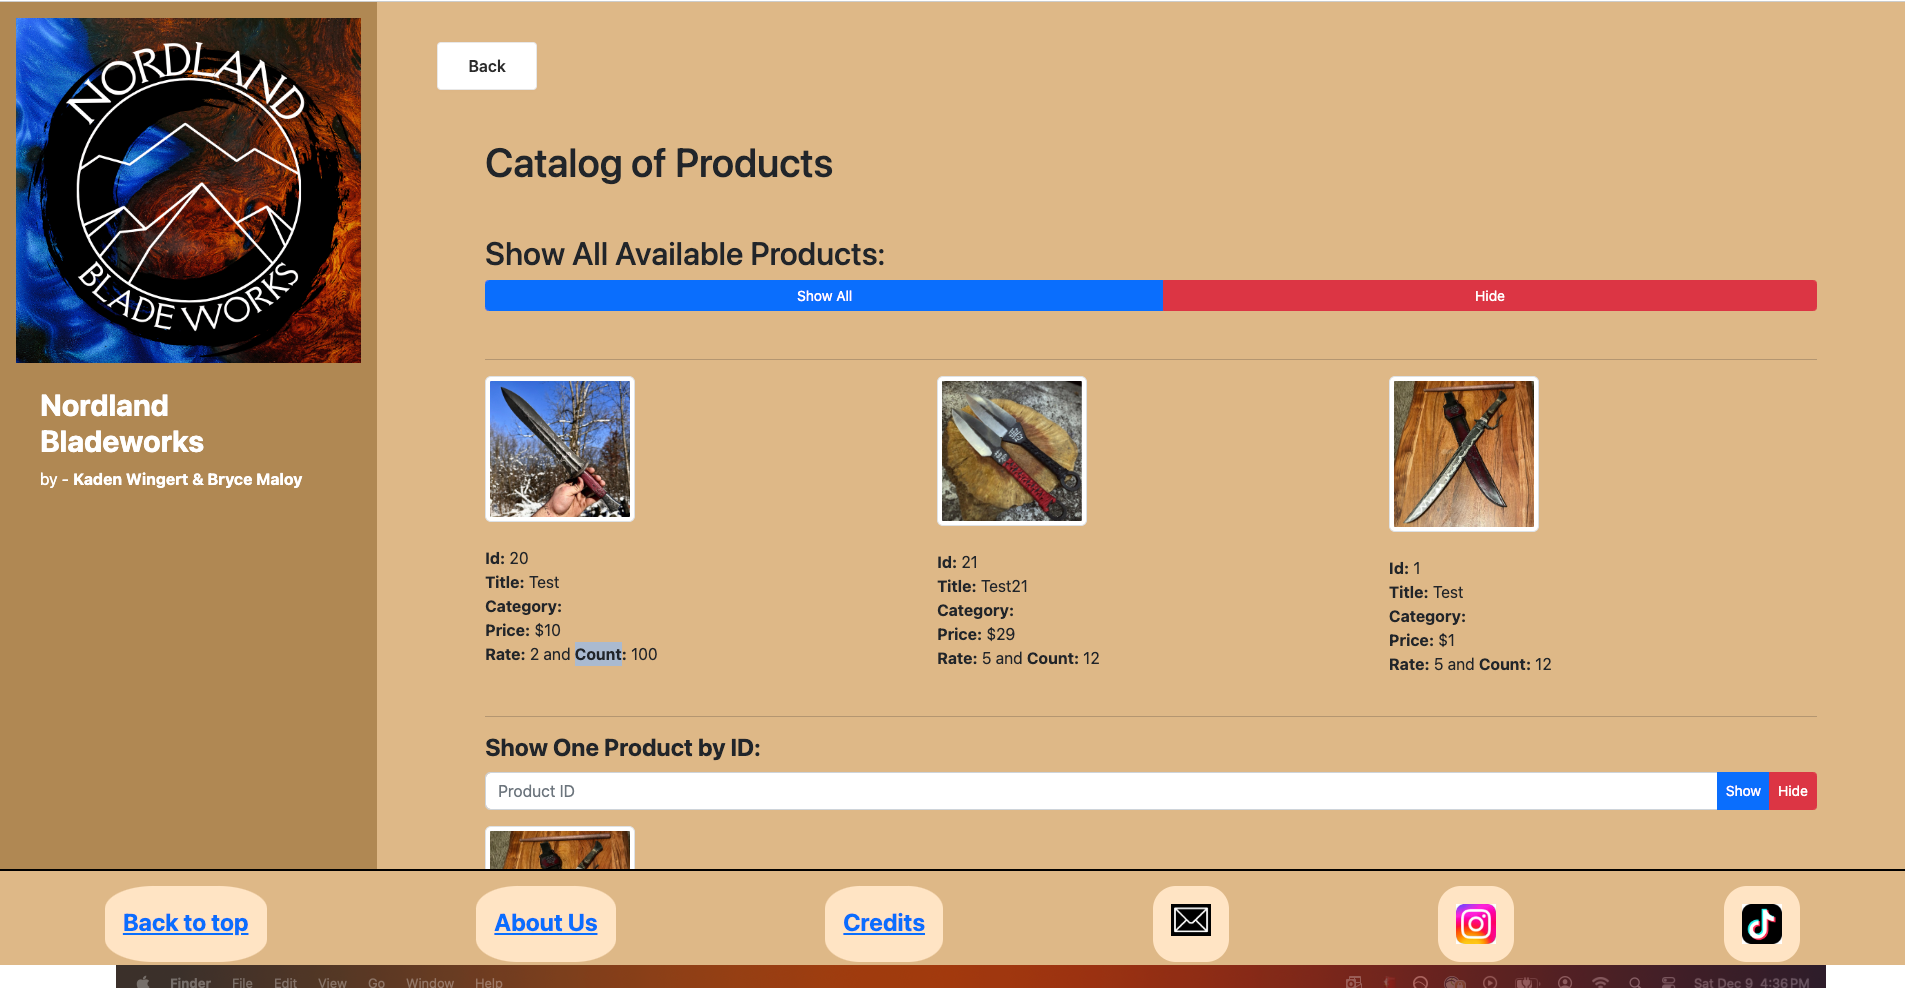 NORDLAND
BLADE WORKS
Nordland
Bladeworks
by - Kaden Wingert & Bryce Maloy
Back
Catalog of Products
Show All Available Products:
Show All
Hide
Id: 20
Title: Test
Category:
Price: $10
Rate: 2 and Count: 100
Id: 21
Title: Test21
Category:
Price: $29
Rate: 5 and Count: 12
Id: 1
Title: Test
Category:
Price: $1
Rate: 5 and Count: 12
Show One Product by ID:
Product ID
Show
Hide
Back to top
About Us
Credits
Finder File Edit View Go Window Help
Sat Dec 9 4:36 PM